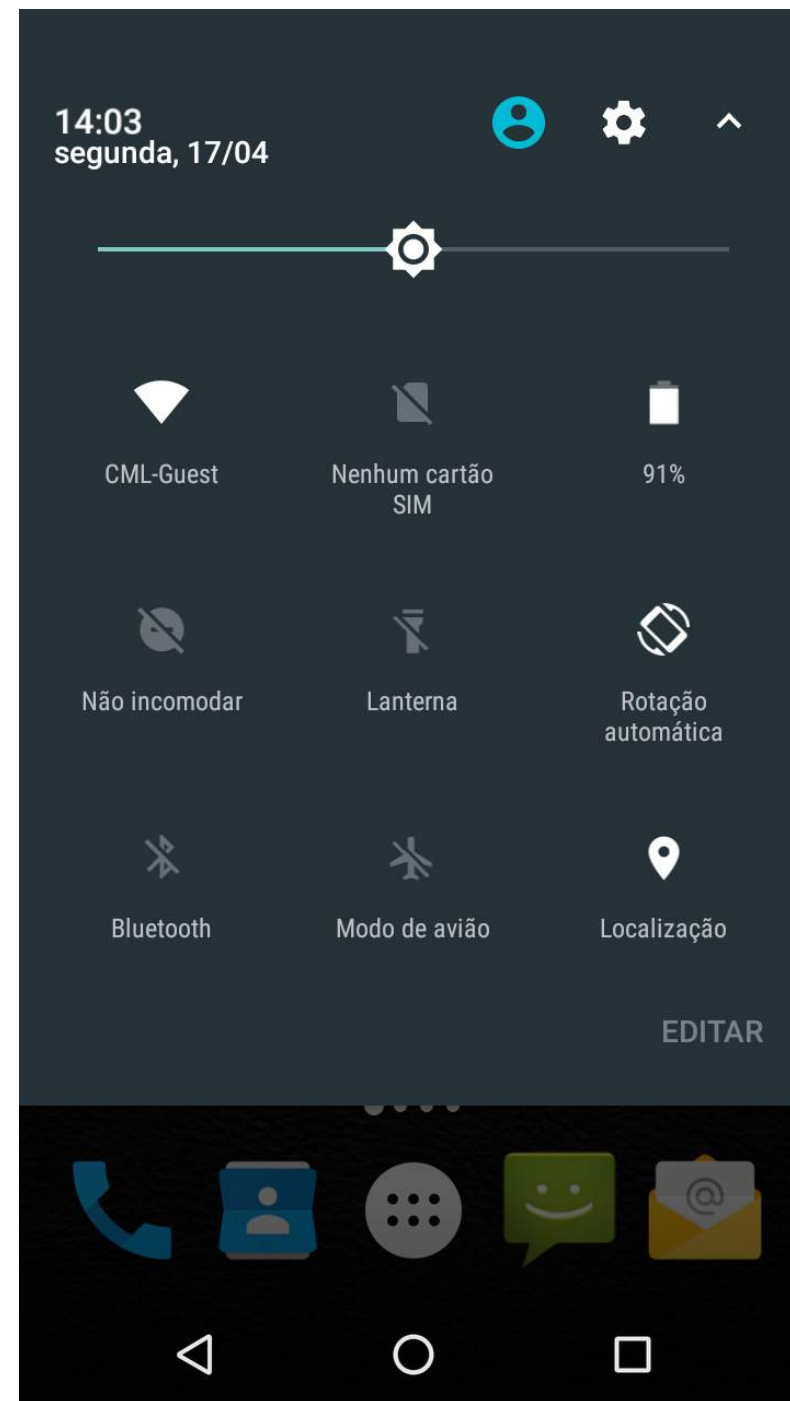 14:03
segunda, 17/04
CML-Guest
Nenhum cartão
SIM
91%
Não incomodar
Lanterna
Rotação
automática
Bluetooth
Modo de avião
Localização
EDITAR
@